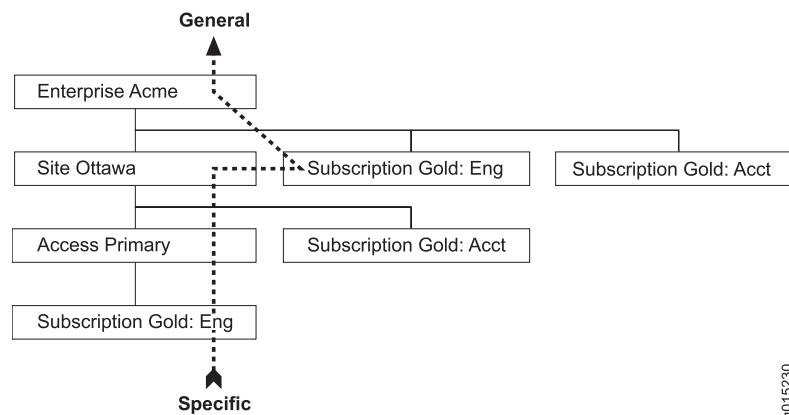 General
Enterprise Acme
Site Ottawa
Subscription Gold: Eng
Subscription Gold: Acct
Access Primary
Subscription Gold: Acct
Subscription Gold: Eng
Specific